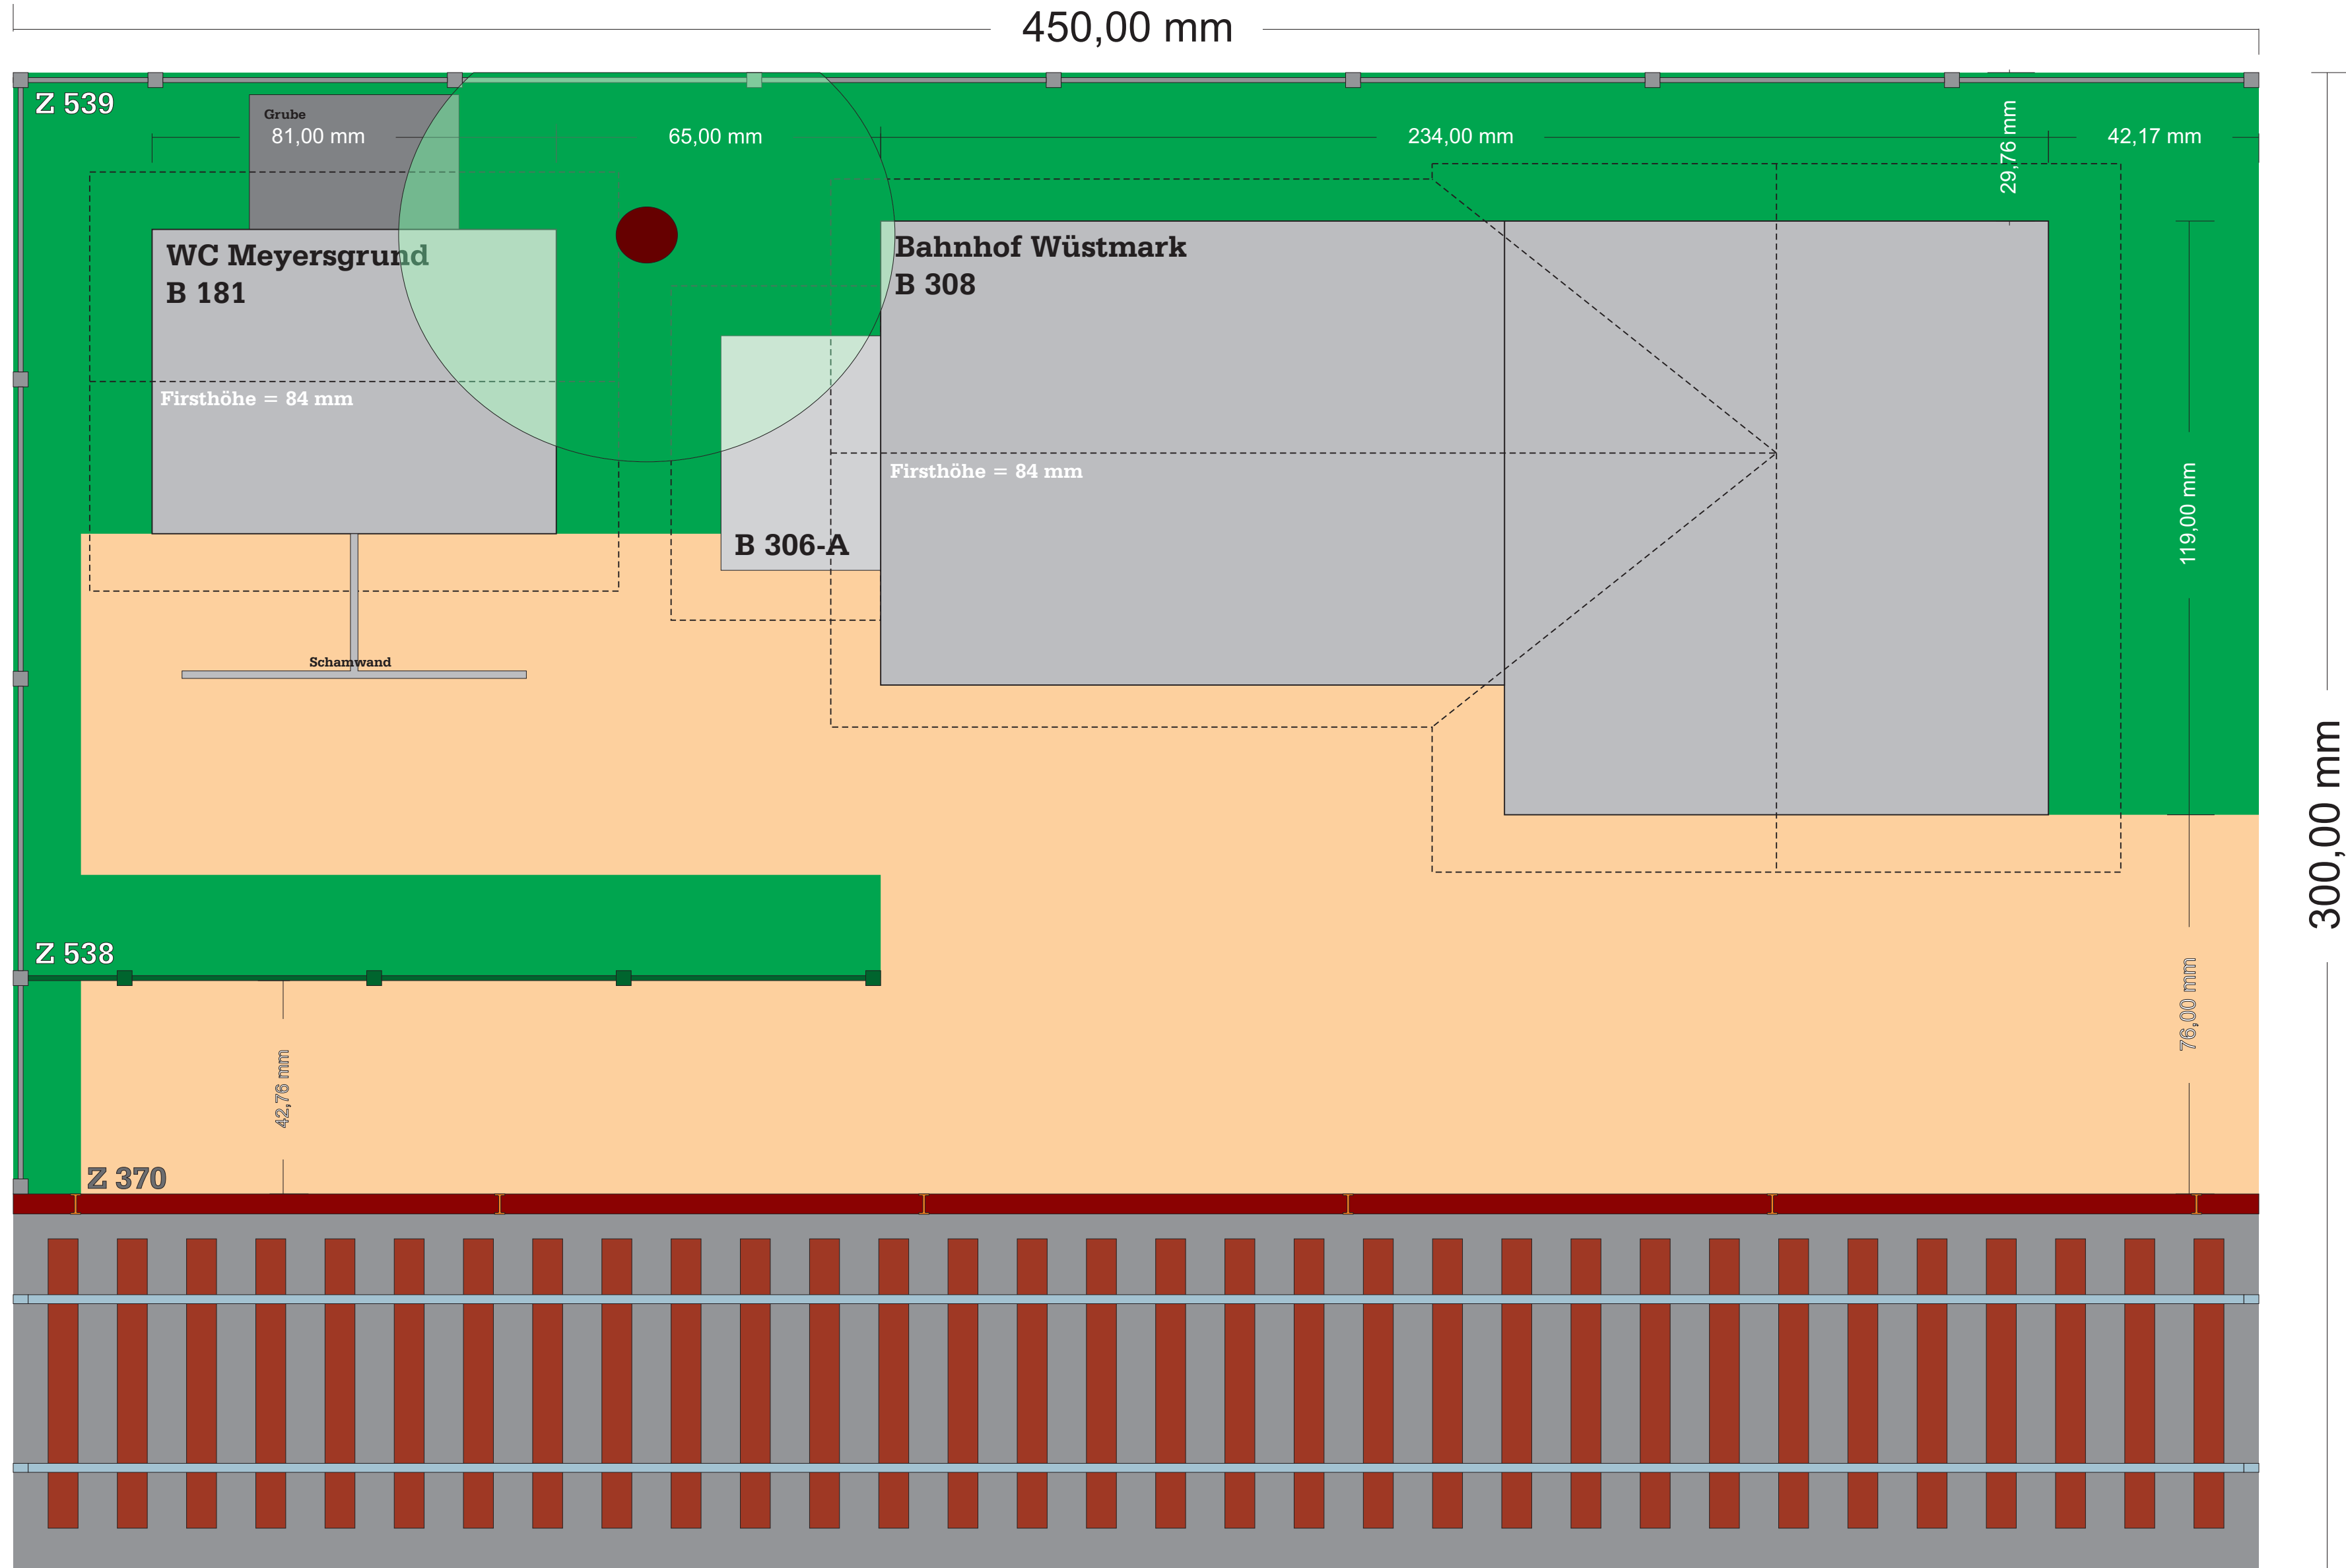 450,00 mm
Z 539
Grube
81,00 mm
65,00 mm
234,00 mm
42,17 mm
29,76 mm
WC Meyersgrund
B 181
Bahnhof Wüstmark
B 308
Firsthöhe = 84 mm
Firsthöhe = 84 mm
119,00 mm
B 306-A
Schamwand
300,00 mm
Z 538
76,00 mm
42,76 mm
Z 370